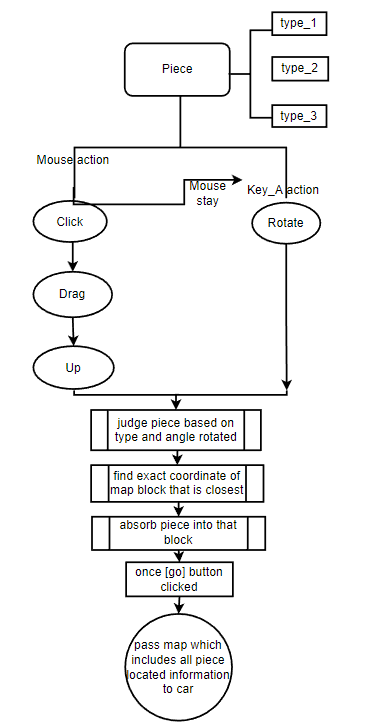 type_1
Piece
type_2
type_3
Mouse action
Mouse
stay
Key_A action
Click
Rotate
Drag
Up
judge piece based on
type and angle rotated
find exact coordinate of
map block that is closest
absorb piece into that
block
once [go] button
clicked
pass map which
includes all piece
located information
to car